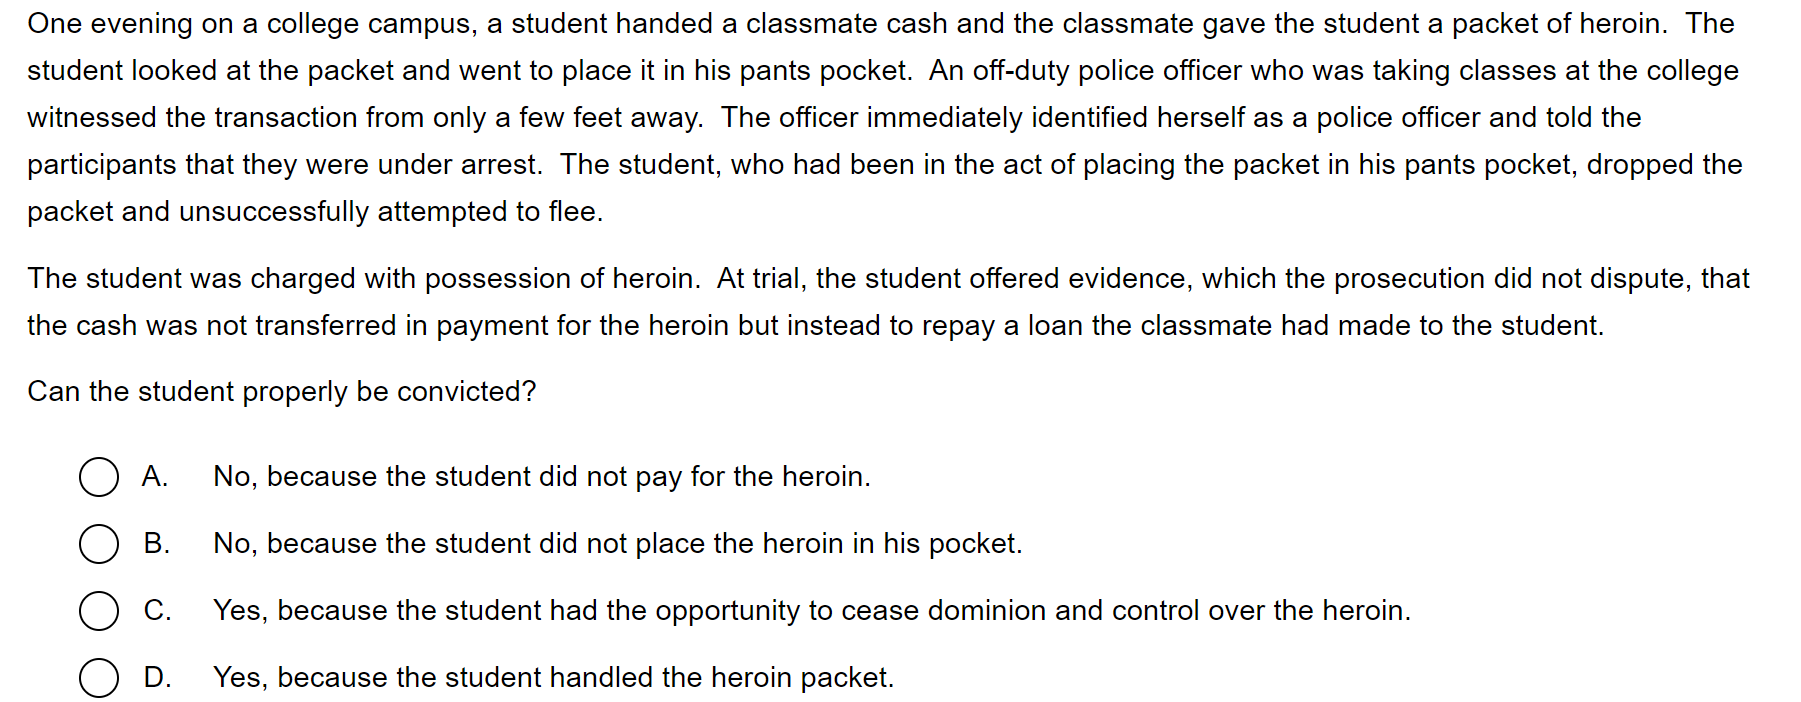 One evening on a college campus, a student handed a classmate cash and the classmate gave the student a packet of heroin.  The
student looked at the packet and went to place it in his pants pocket.  An off-duty police officer who was taking classes at the college
witnessed the transaction from only a few feet away.  The officer immediately identified herself as a police officer and told the
participants that they were under arrest.  The student, who had been in the act of placing the packet in his pants pocket, dropped the
packet and unsuccessfully attempted to flee.
The student was charged with possession of heroin.  At trial, the student offered evidence, which the prosecution did not dispute, that
the cash was not transferred in payment for the heroin but instead to repay a loan the classmate had made to the student.
Can the student properly be convicted?
A. No, because the student did not pay for the heroin.
B. No, because the student did not place the heroin in his pocket.
C. Yes, because the student had the opportunity to cease dominion and control over the heroin.
D. Yes, because the student handled the heroin packet.